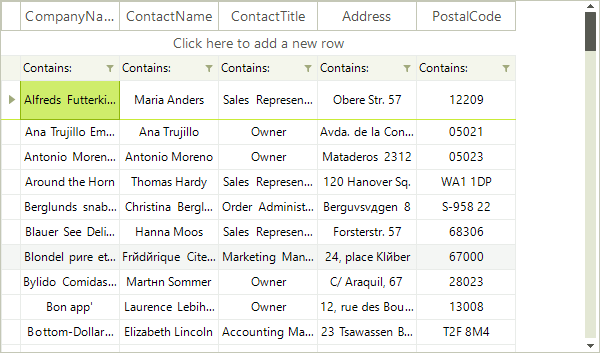 CompanyNa... ContactName ContactTitle Address PostalCode
Click here to add a new row
Contains: Contains: Contains: Contains: Contains:
Alfreds Futterki... Maria Anders Sales Represen... Obere Str. 57 12209
Ana Trujillo Em... Ana Trujillo Owner Avda. de la Con... 05021
Antonio Moren... Antonio Moreno Owner Mataderos 2312 05023
Around the Horn Thomas Hardy Sales Represen... 120 Hanover Sq. WA1 1DP
Berglunds snab... Christina Bergl... Order Administ... Berguvsvдgen 8 S-958 22
Blauer See Deli... Hanna Moos Sales Represen... Forsterstr. 57 68306
Blondel pиre et... Frйdйrique Cite... Marketing Man... 24, place Klйber 67000
Bylido Comidas... Martнn Sommer Owner C/ Araquil, 67 28023
Bon app' Laurence Lebih... Owner 12, rue des Bou... 13008
Bottom-Dollar... Elizabeth Lincoln Accounting Ma... 23 Tsawassen B... T2F 8M4